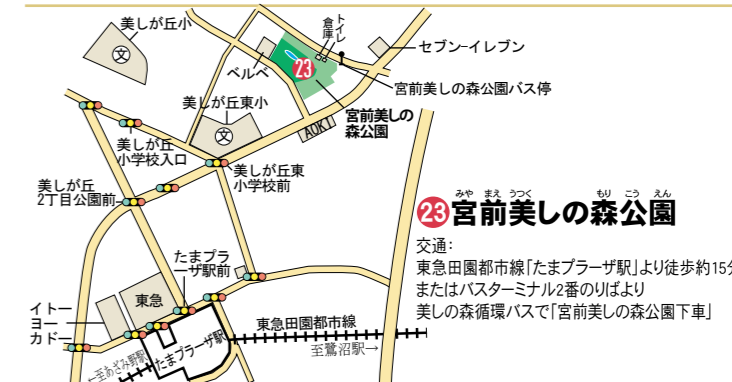 美しが丘小
文
トイレ
倉庫
セブン-イレブン
ベルベ
23
宮前美しの森公園バス停
美しが丘東小
文
宮前美しの
森公園
AOKI
美しが丘
小学校入口
美しが丘東
小学校前
美しが丘
2丁目公園前
みや まえ うつく もり こう えん
23宮前美しの森公園
交通:
東急田園都市線「たまプラーザ駅」より徒歩約15分
またはバスターミナル2番のりばより
美しの森循環バスで「宮前美しの森公園下車」
たまプラ
ーザ駅前
東急
イトー
ヨー
カドー
東急田園都市線
たまプラーザ駅
至鷺沼駅→
←至あざみ野駅